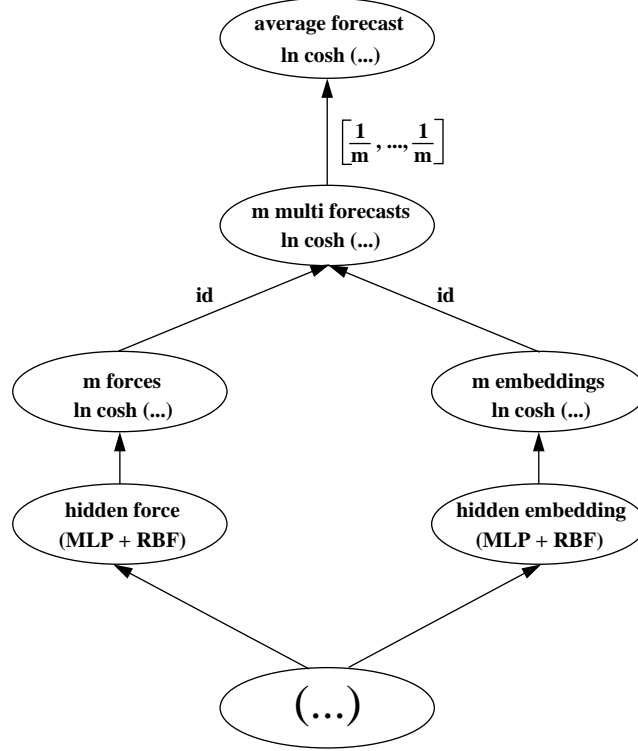 average forecast
ln cosh (...)
[1/m, ..., 1/m]
m multi forecasts
ln cosh (...)
id
id
m forces
ln cosh (...)
m embeddings
ln cosh (...)
hidden force
(MLP + RBF)
hidden embedding
(MLP + RBF)
(...)